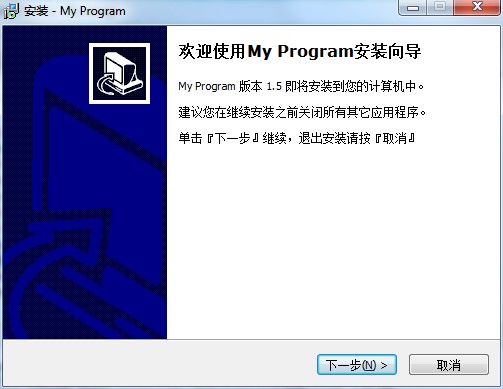 安装 - My Program
欢迎使用My Program安装向导
My Program 版本 1.5 即将安装到您的计算机中。
建议您在继续安装之前关闭所有其它应用程序。
单击『下一步』继续，退出安装请按『取消』
下一步(N) >
取消